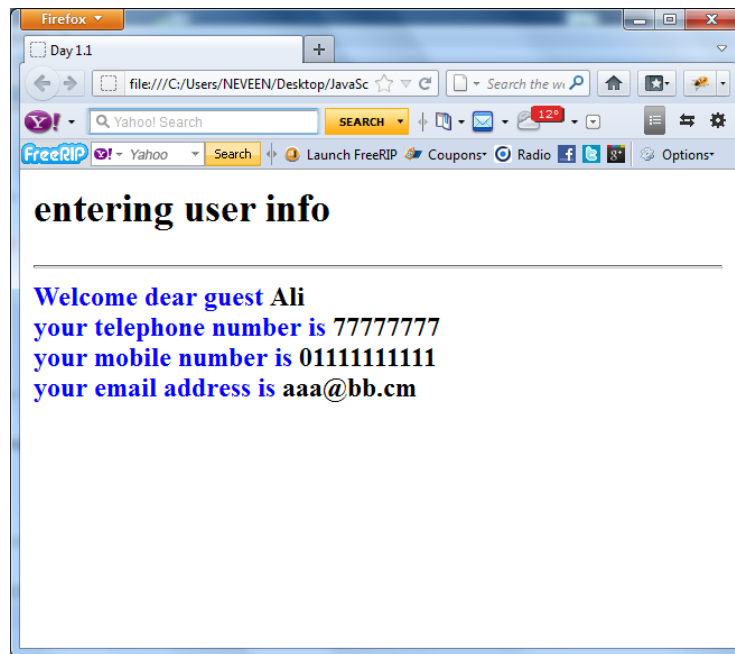 Firefox
Day 1.1
file:///C:/Users/NEVEEN/Desktop/JavaSc
Search the w
Y! Yahoo! Search SEARCH 12°
FreeRIP Y! Yahoo Search Launch FreeRIP Coupons Radio Options
entering user info
Welcome dear guest Ali
your telephone number is 77777777
your mobile number is 01111111111
your email address is aaa@bb.cm